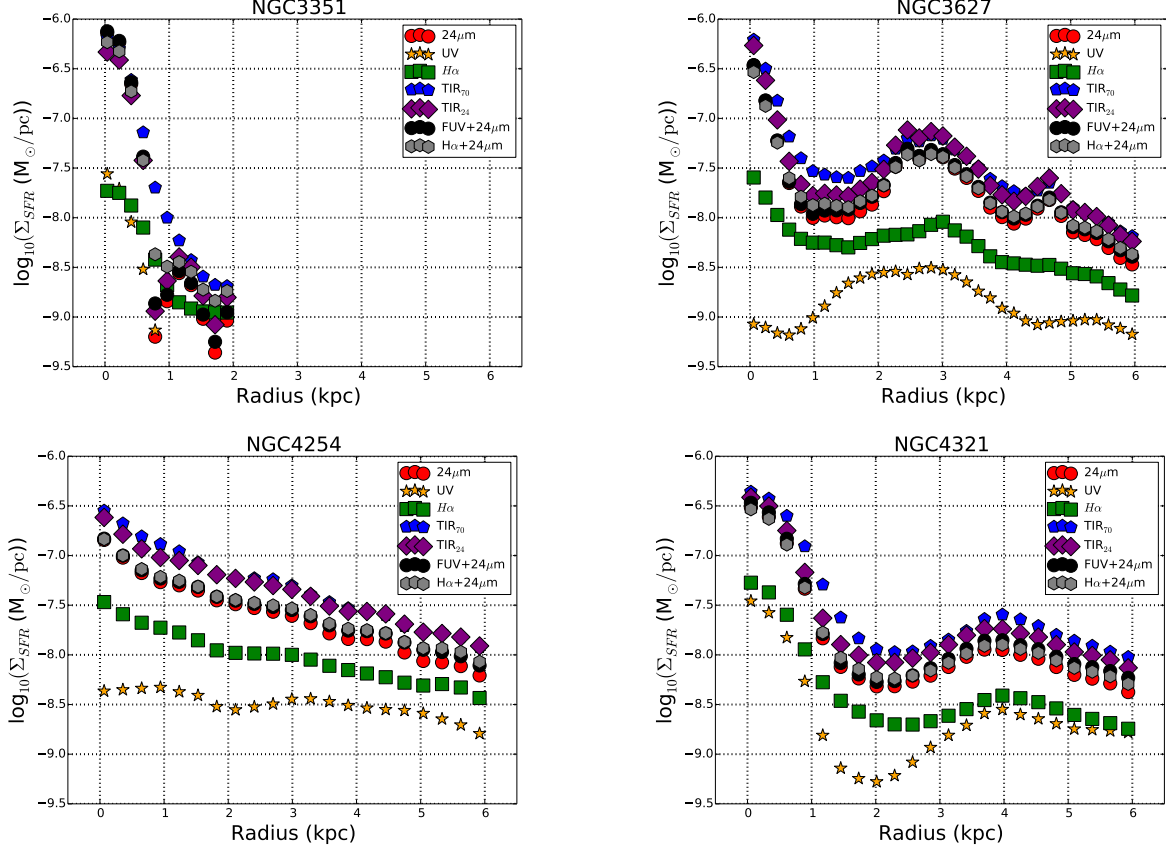 NGC3351
−6.0
−6.5
−7.0
−7.5
−8.0
−8.5
−9.0
−9.5
log₁₀(Σ_SFR (M☉/pc))
0 1 2 3 4 5 6
Radius (kpc)
24μm
UV
Hα
TIR₇₀
TIR₂₄
FUV+24μm
Hα+24μm
NGC3627
−6.0
−6.5
−7.0
−7.5
−8.0
−8.5
−9.0
−9.5
log₁₀(Σ_SFR (M☉/pc))
0 1 2 3 4 5 6
Radius (kpc)
24μm
UV
Hα
TIR₇₀
TIR₂₄
FUV+24μm
Hα+24μm
NGC4254
−6.0
−6.5
−7.0
−7.5
−8.0
−8.5
−9.0
−9.5
log₁₀(Σ_SFR (M☉/pc))
0 1 2 3 4 5 6
Radius (kpc)
24μm
UV
Hα
TIR₇₀
TIR₂₄
FUV+24μm
Hα+24μm
NGC4321
−6.0
−6.5
−7.0
−7.5
−8.0
−8.5
−9.0
−9.5
log₁₀(Σ_SFR (M☉/pc))
0 1 2 3 4 5 6
Radius (kpc)
24μm
UV
Hα
TIR₇₀
TIR₂₄
FUV+24μm
Hα+24μm